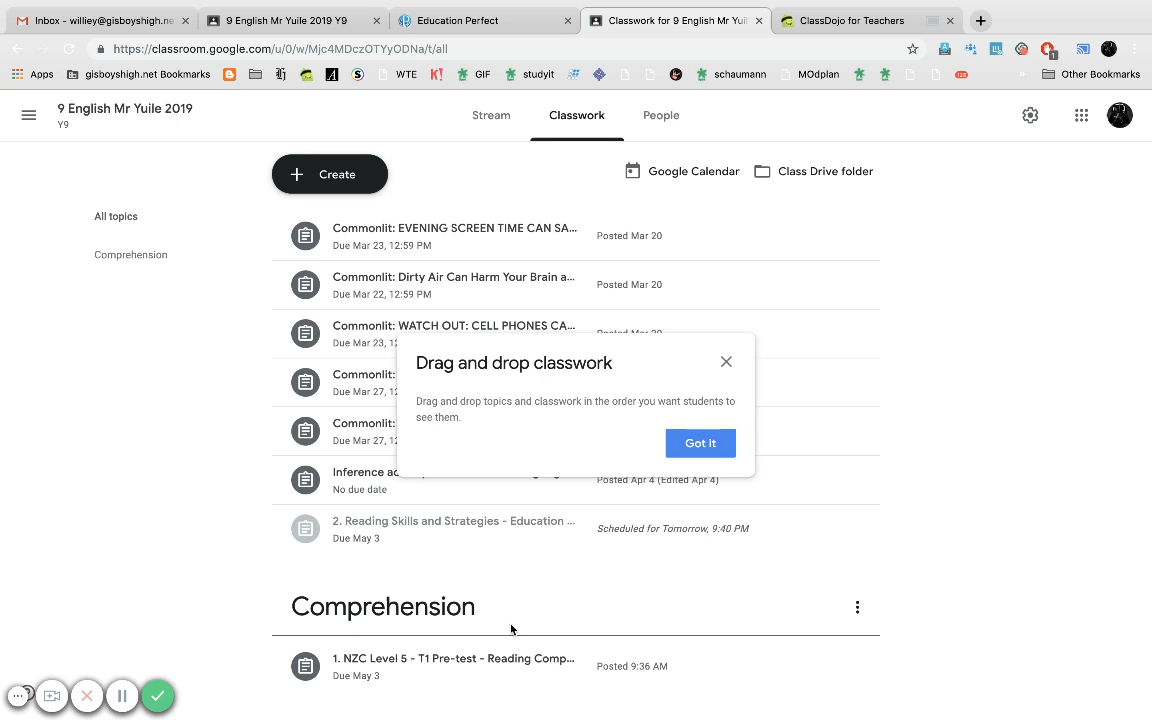 Inbox - williey@gisboyshigh.ne
9 English Mr Yuile 2019 Y9
Education Perfect
Classwork for 9 English Mr Yuil
ClassDojo for Teachers
https://classroom.google.com/u/0/w/Mjc4MDczOTYyODNa/t/all
1
Apps
gisboyshigh.net Bookmarks
WTE
K!
GIF
studyit
schaumann
MOdplan
123
»
Other Bookmarks
9 English Mr Yuile 2019
Y9
Stream
Classwork
People
Create
Google Calendar
Class Drive folder
All topics
Comprehension
Commonlit: EVENING SCREEN TIME CAN SA...
Due Mar 23, 12:59 PM
Posted Mar 20
Commonlit: Dirty Air Can Harm Your Brain a...
Due Mar 22, 12:59 PM
Posted Mar 20
Commonlit: WATCH OUT: CELL PHONES CA...
Due Mar 23, 12
Posted Mar 20
Commonlit:
Due Mar 27, 12
Commonlit:
Due Mar 27, 12
Inference ac
No due date
Posted Apr 4 (Edited Apr 4)
Drag and drop classwork
Drag and drop topics and classwork in the order you want students to
see them.
Got it
2. Reading Skills and Strategies - Education ...
Due May 3
Scheduled for Tomorrow, 9:40 PM
Comprehension
1. NZC Level 5 - T1 Pre-test - Reading Comp...
Due May 3
Posted 9:36 AM